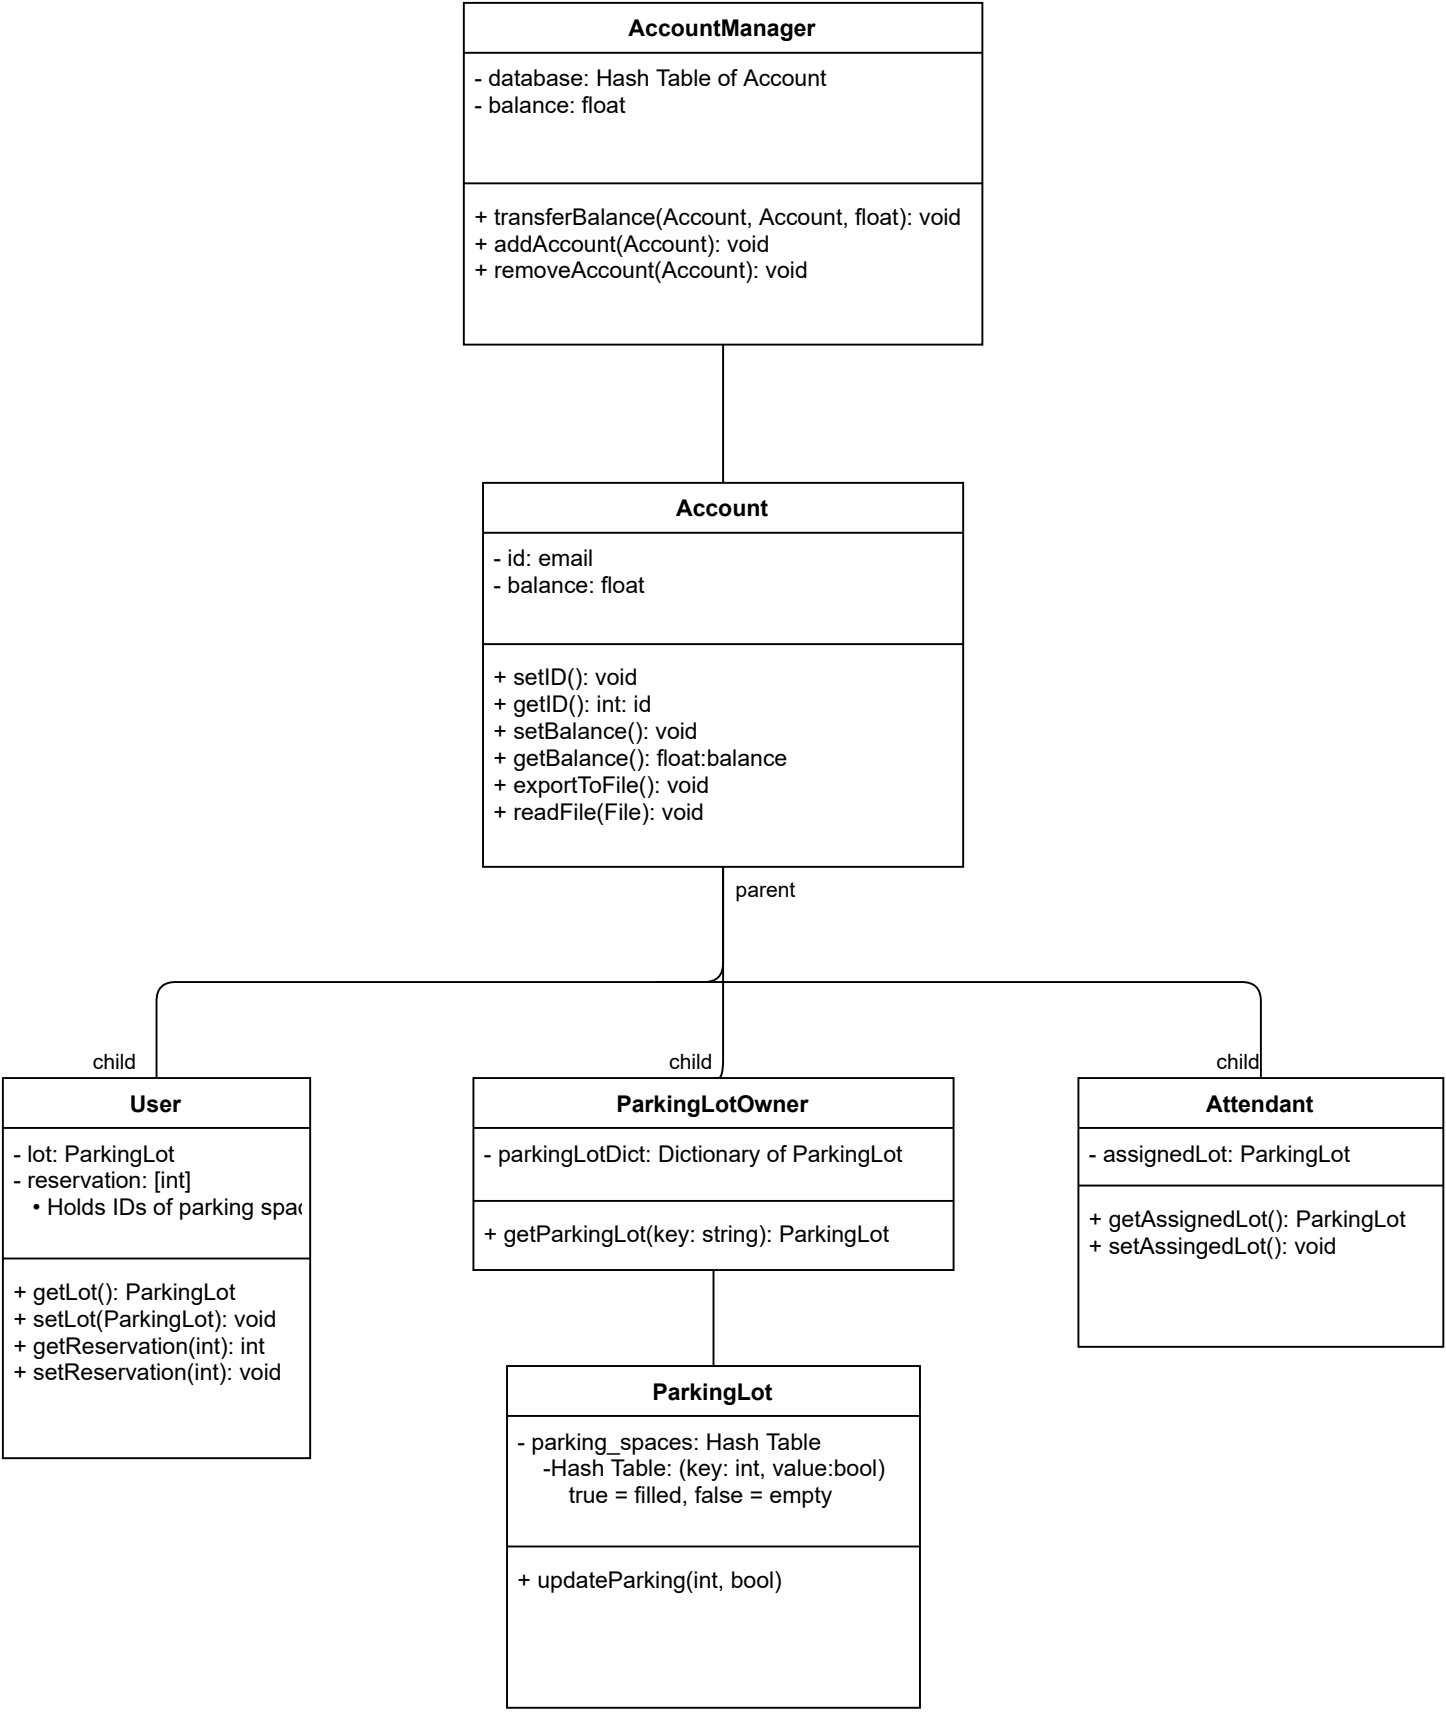 AccountManager
- database: Hash Table of Account
- balance: float
+ transferBalance(Account, Account, float): void
+ addAccount(Account): void
+ removeAccount(Account): void
Account
- id: email
- balance: float
+ setID(): void
+ getID(): int: id
+ setBalance(): void
+ getBalance(): float:balance
+ exportToFile(): void
+ readFile(File): void
parent
child
child
child
User
- lot: ParkingLot
- reservation: [int]
• Holds IDs of parking
+ getLot(): ParkingLot
+ setLot(ParkingLot): void
+ getReservation(int): int
+ setReservation(int): void
ParkingLotOwner
- parkingLotDict: Dictionary of ParkingLot
+ getParkingLot(key: string): ParkingLot
Attendant
- assignedLot: ParkingLot
+ getAssignedLot(): ParkingLot
+ setAssingedLot(): void
ParkingLot
- parking_spaces: Hash Table
-Hash Table: (key: int, value:bool)
true = filled, false = empty
+ updateParking(int, bool)